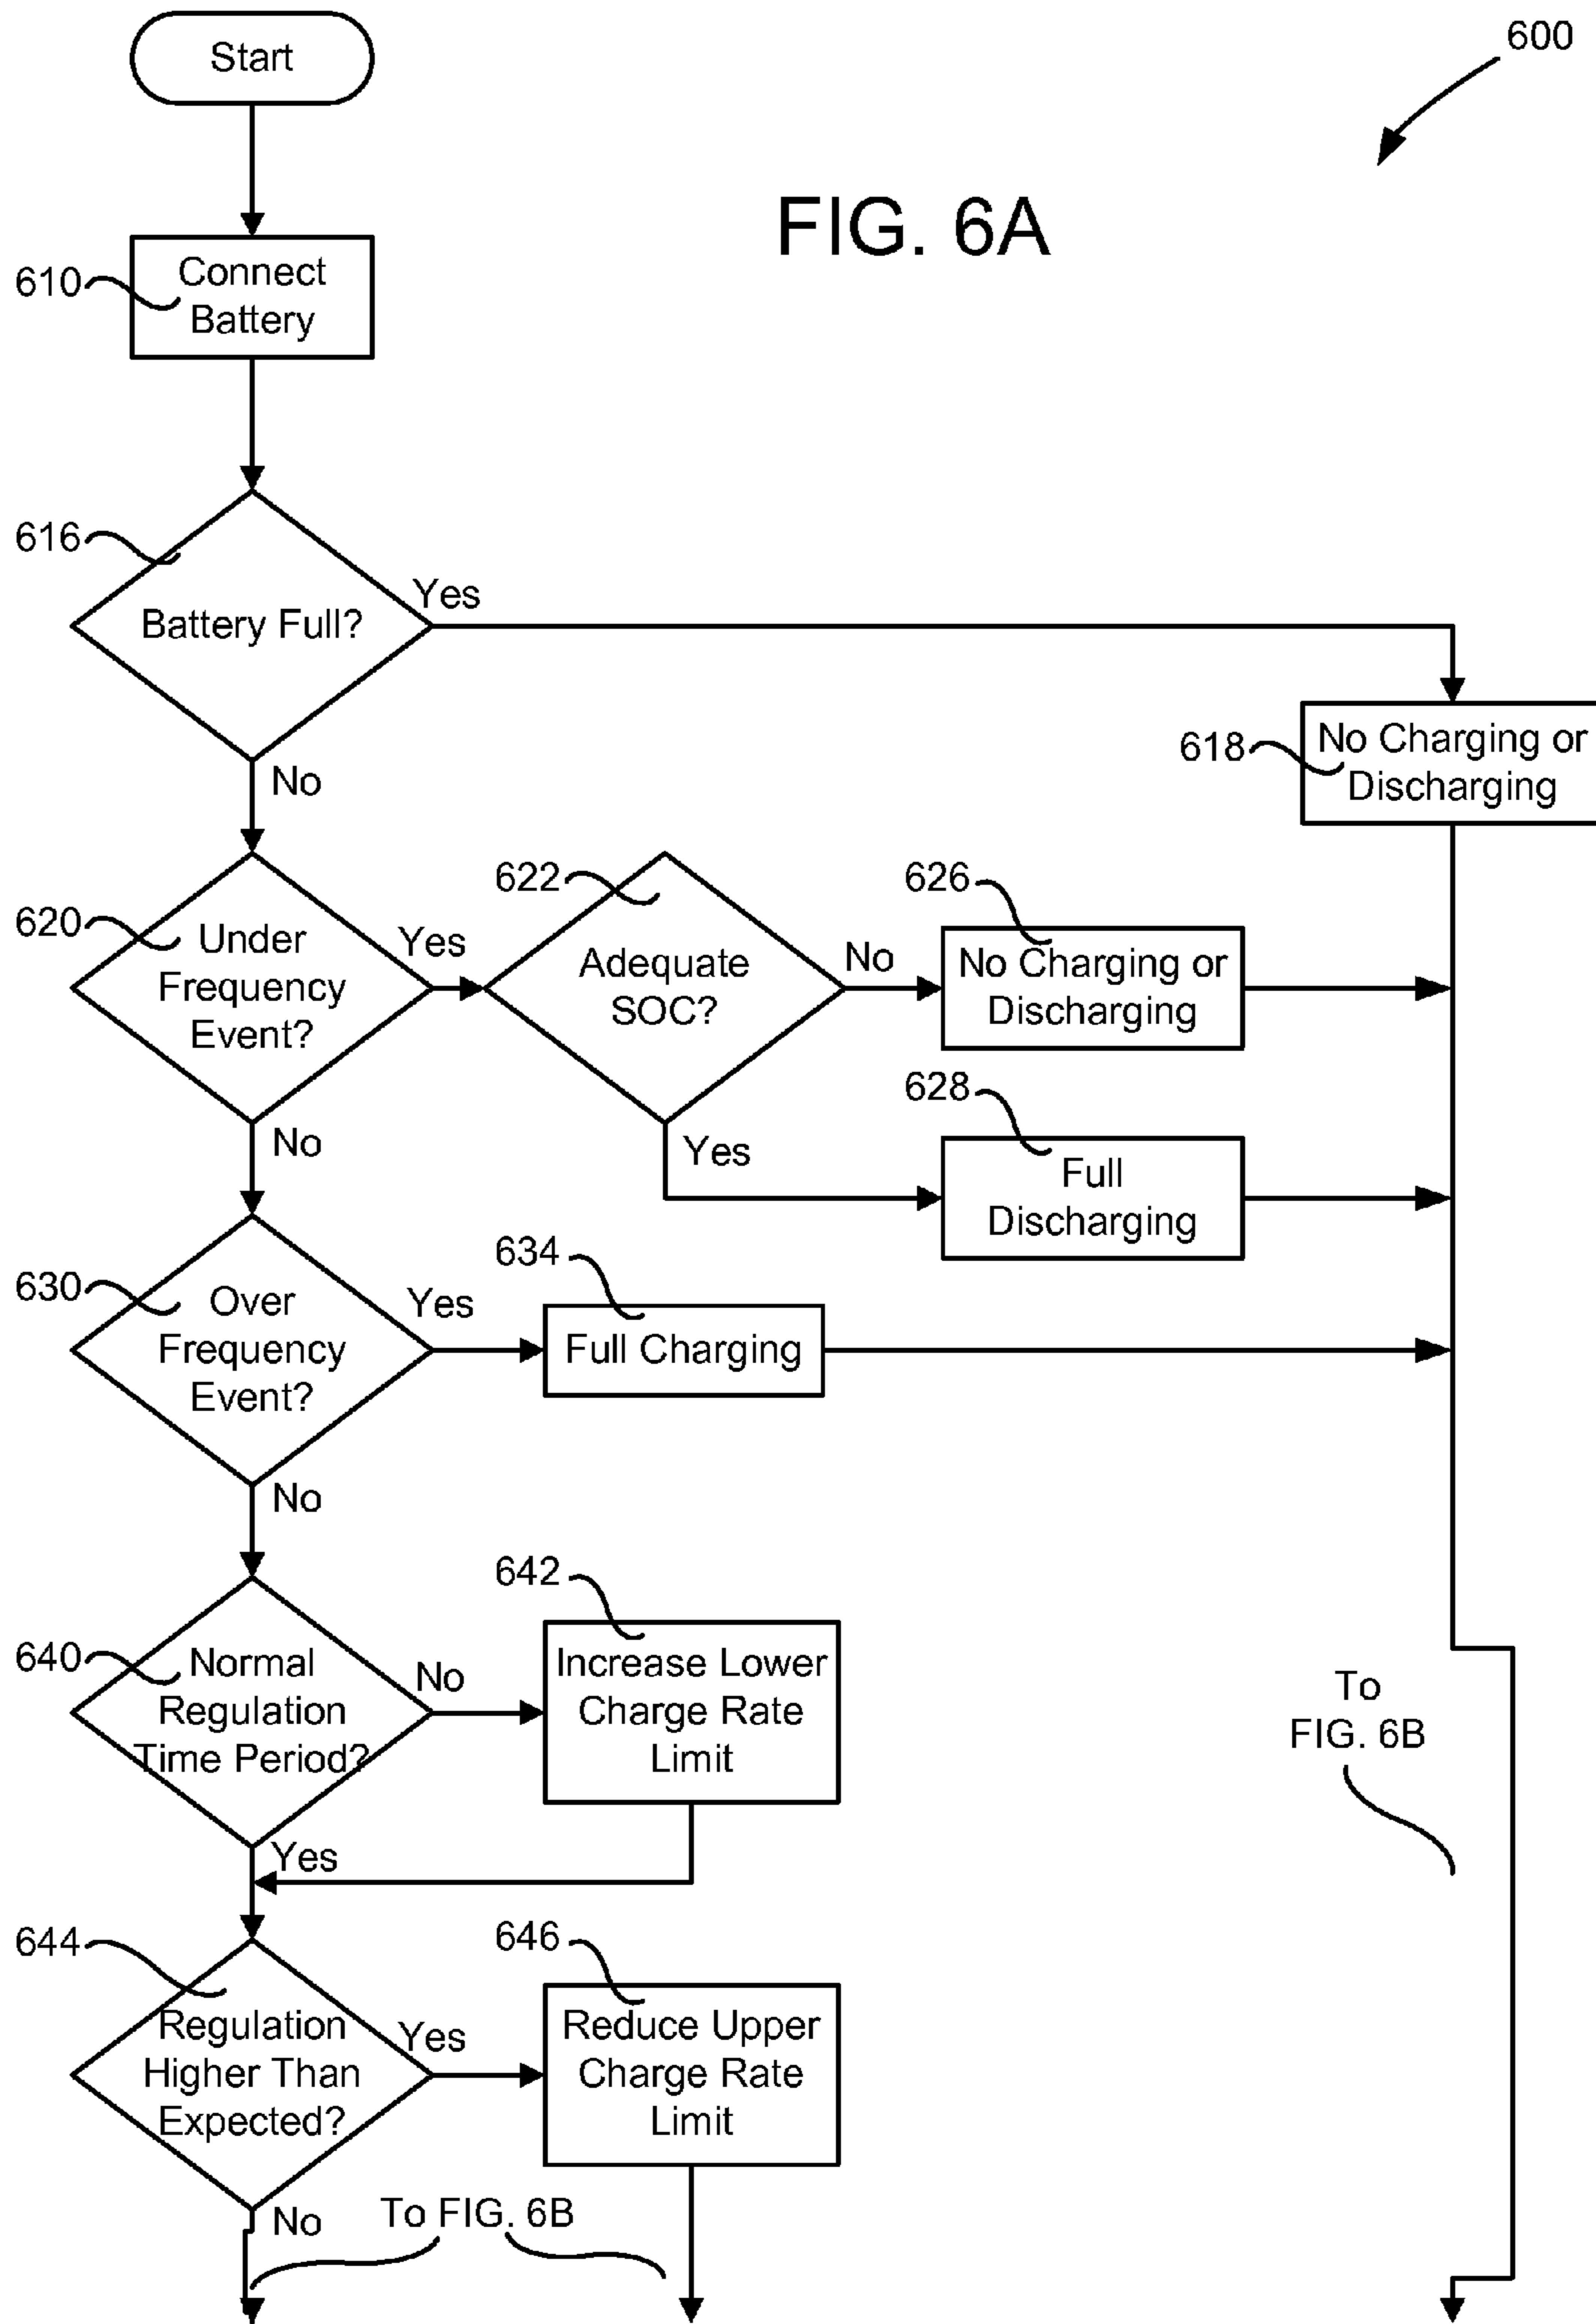 Start
600
FIG. 6A
610
Connect
Battery
616
Battery Full?
Yes
No
618
No Charging or
Discharging
620
Under
Frequency
Event?
Yes
No
622
Adequate
SOC?
No
Yes
626
No Charging or
Discharging
628
Full
Discharging
630
Over
Frequency
Event?
Yes
No
634
Full Charging
640
Normal
Regulation
Time Period?
No
Yes
642
Increase Lower
Charge Rate
Limit
To
FIG. 6B
644
Regulation
Higher Than
Expected?
Yes
No
646
Reduce Upper
Charge Rate
Limit
To FIG. 6B